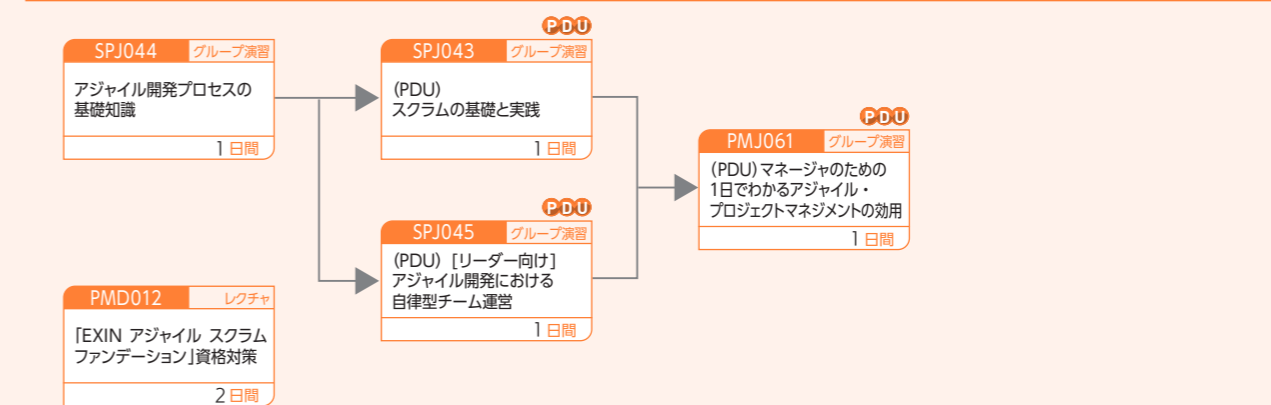 SPJ044 グループ演習
アジャイル開発プロセスの
基礎知識
1日間
PDU
SPJ043 グループ演習
(PDU)
スクラムの基礎と実践
1日間
PDU
SPJ045 グループ演習
(PDU) [リーダー向け]
アジャイル開発における
自律型チーム運営
1日間
PDU
PMJ061 グループ演習
(PDU) マネージャのための
1日でわかるアジャイル・
プロジェクトマネジメントの効用
1日間
PMD012 レクチャ
「EXIN アジャイル スクラム
ファンデーション」資格対策
2日間